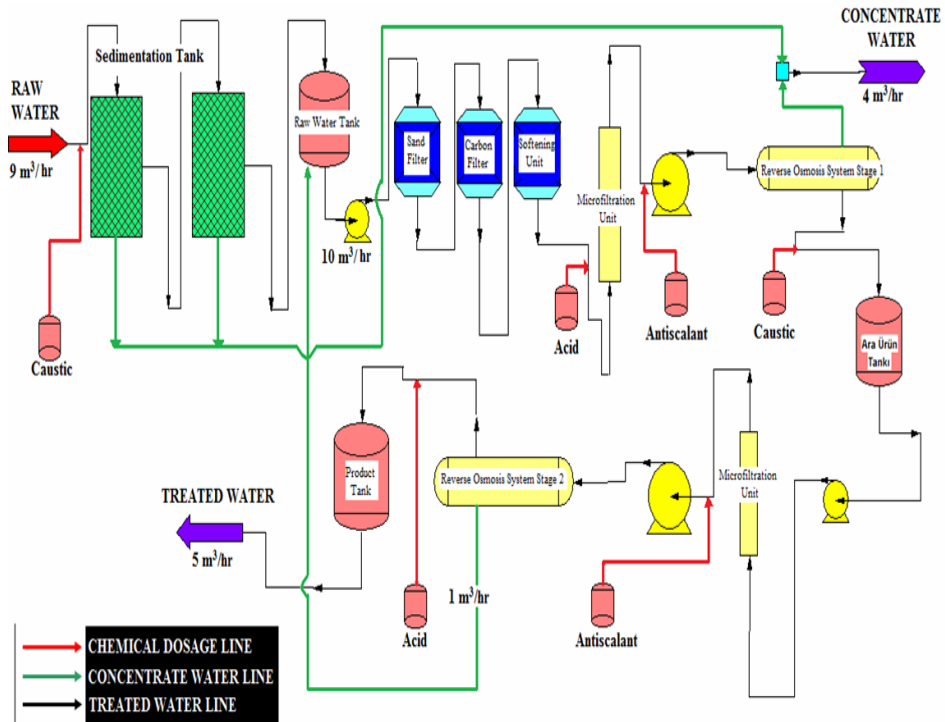 CONCENTRATE
WATER
4 m³/hr
Sedimentation Tank
RAW
WATER
9 m³/hr
Raw Water Tank
10 m³/hr
Sand
Filter
Carbon
Filter
Softening
Unit
Microfiltration
Unit
Reverse Osmosis System Stage 1
Caustic
Acid
Antiscalant
Caustic
Ara Ürün
Tankı
Product
Tank
Reverse Osmosis System Stage 2
Microfiltration
Unit
TREATED WATER
5 m³/hr
Acid
1 m³/hr
Antiscalant
CHEMICAL DOSAGE LINE
CONCENTRATE WATER LINE
TREATED WATER LINE